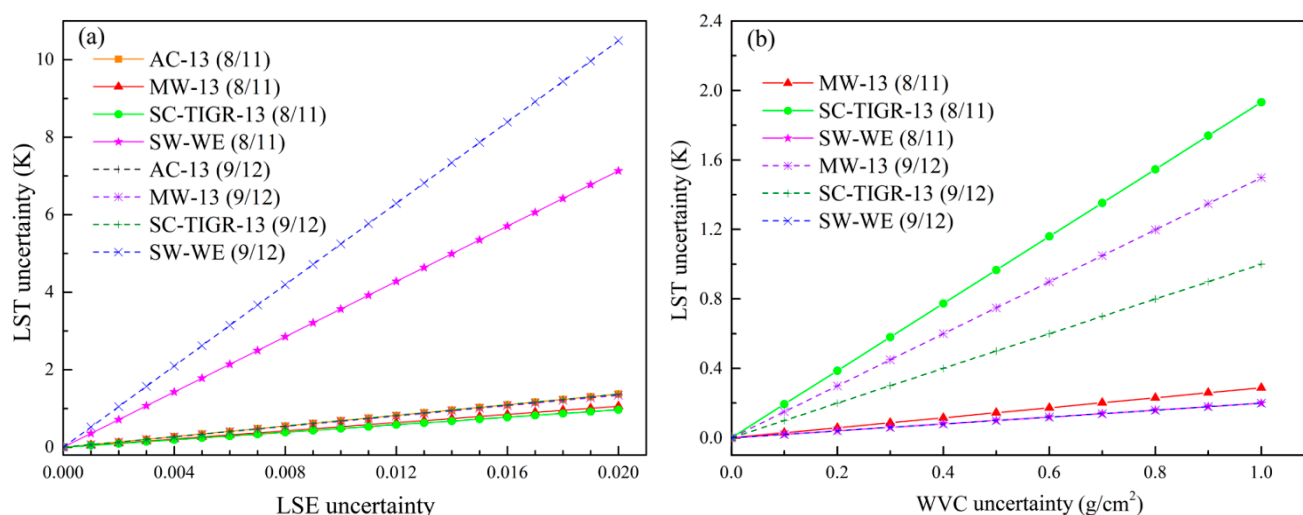 (a)
AC-13 (8/11)
MW-13 (8/11)
SC-TIGR-13 (8/11)
SW-WE (8/11)
AC-13 (9/12)
MW-13 (9/12)
SC-TIGR-13 (9/12)
SW-WE (9/12)
10
8
6
4
2
0
LST uncertainty (K)
0.000 0.004 0.008 0.012 0.016 0.020
LSE uncertainty
(b)
MW-13 (8/11)
SC-TIGR-13 (8/11)
SW-WE (8/11)
MW-13 (9/12)
SC-TIGR-13 (9/12)
SW-WE (9/12)
2.4
2.0
1.6
1.2
0.8
0.4
0.0
LST uncertainty (K)
0.0 0.2 0.4 0.6 0.8 1.0
WVC uncertainty (g/cm²)